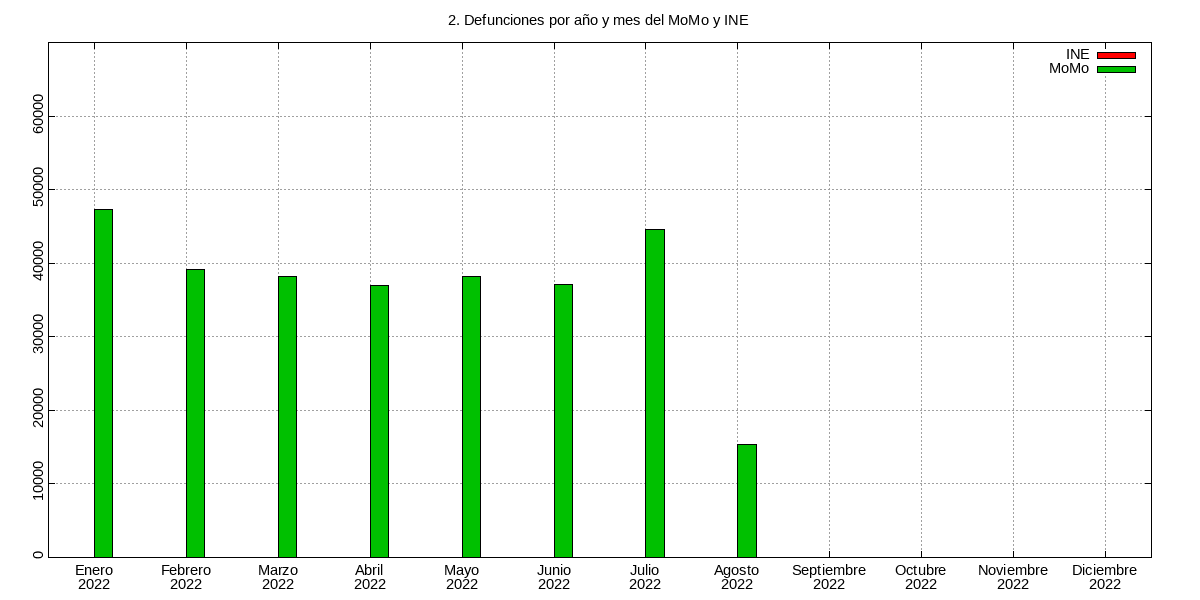 2. Defunciones por año y mes del MoMo y INE
INE
MoMo
60000
50000
40000
30000
20000
10000
0
Enero Febrero Marzo Abril Mayo Junio Julio Agosto Septiembre Octubre Noviembre Diciembre
2022 2022 2022 2022 2022 2022 2022 2022 2022 2022 2022 2022